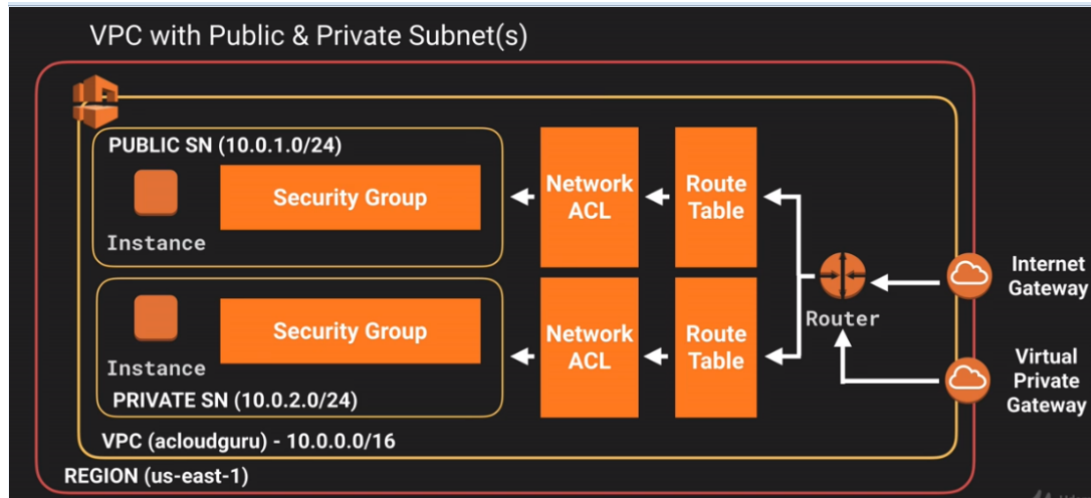 VPC with Public & Private Subnet(s)
PUBLIC SN (10.0.1.0/24)
Instance
Security Group
Network
ACL
Route
Table
Instance
Security Group
PRIVATE SN (10.0.2.0/24)
Network
ACL
Route
Table
Router
Internet
Gateway
Virtual
Private
Gateway
VPC (acloudguru) - 10.0.0.0/16
REGION (us-east-1)